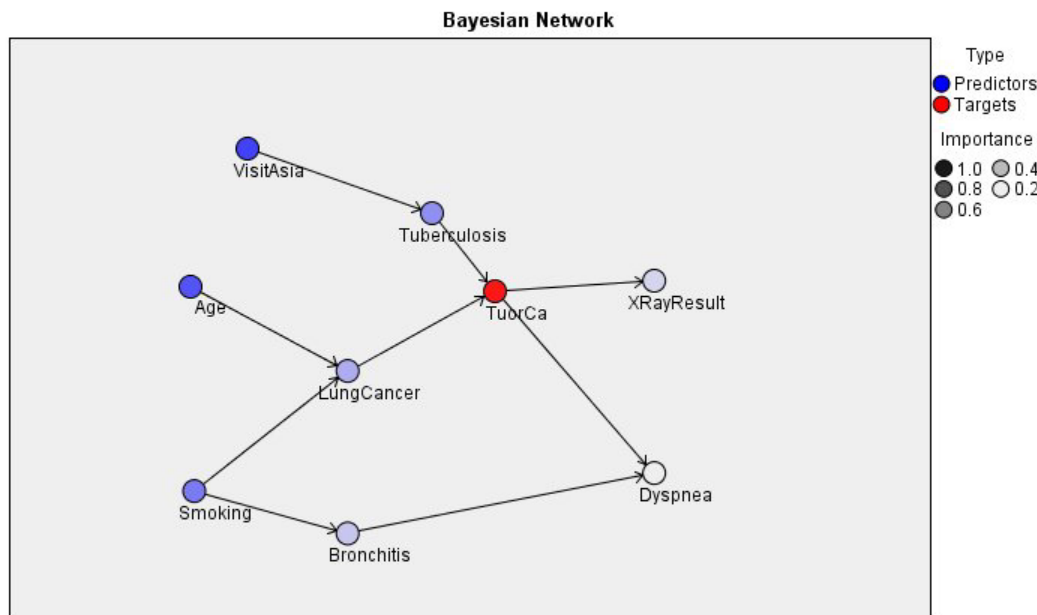 Bayesian Network
Type
Predictors
Targets
Importance
1.0 0.4
0.8 0.2
0.6
VisitAsia
Tuberculosis
Age
TuorCa
XRayResult
LungCancer
Smoking
Dyspnea
Bronchitis